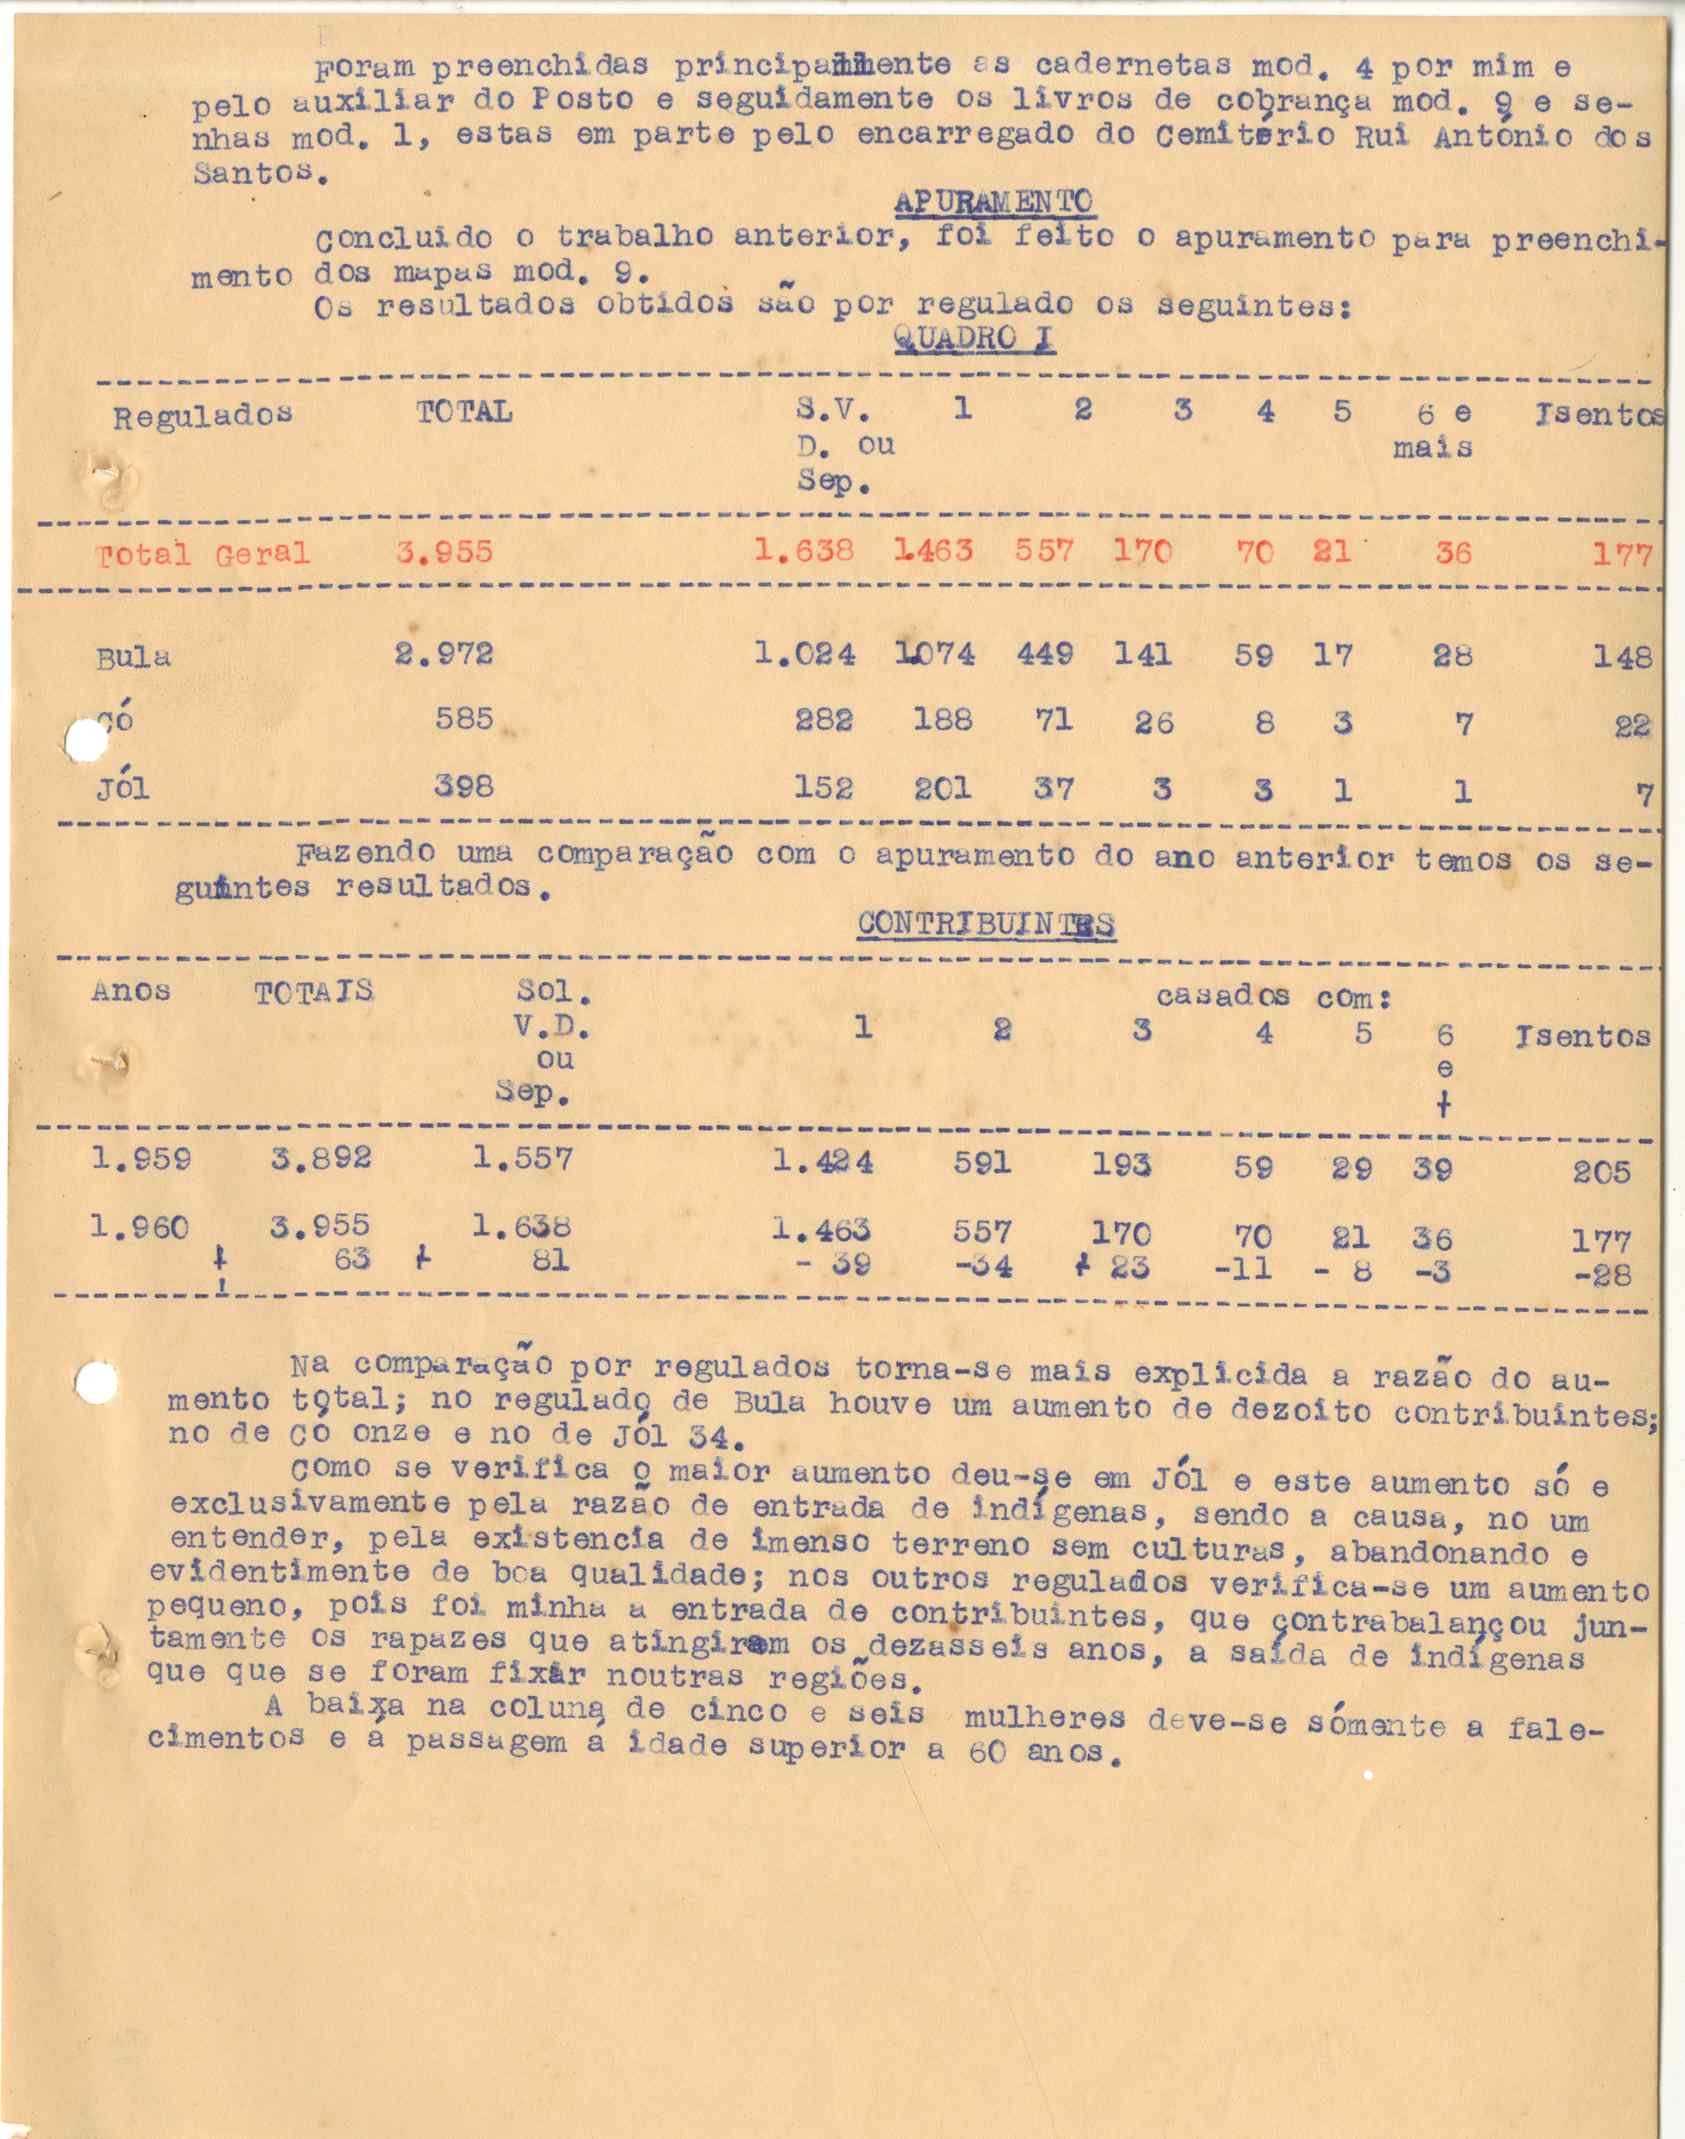 Foram preenchidas principalmente as cadernetas mod. 4 por mim e
pelo auxiliar do Posto e seguidamente os livros de cobrança mod. 9 e se-
nhas mod. 1, estas em parte pelo encarregado do Cemitério Rui António dos
Santos.
APURAMENTO
Concluido o trabalho anterior, foi feito o apuramento para preenchi-
mento dos mapas mod. 9.
Os resultados obtidos são por regulado os seguintes:
QUADRO I
Regulados TOTAL S.V. 1 2 3 4 5 6 e Isentos
D. ou mais
Sep.
Total Geral 3.955 1.638 1.463 557 170 70 21 36 177
Bula 2.972 1.024 1.074 449 141 59 17 28 148
Có 585 282 188 71 26 8 3 7 22
Jól 398 152 201 37 3 3 1 1 7
Fazendo uma comparação com o apuramento do ano anterior temos os se-
guintes resultados.
CONTRIBUINTES
Anos TOTAIS Sol. casados com:
V.D. 1 2 3 4 5 6 Isentos
ou e
Sep. +
1.959 3.892 1.557 1.424 591 193 59 29 39 205
1.960 3.955 1.638 1.463 557 170 70 21 36 177
+ 63 + 81 - 39 -34 + 23 -11 - 8 -3 -28
Na comparação por regulados torna-se mais explicida a razão do au-
mento total; no regulado de Bula houve um aumento de dezoito contribuintes;
no de Có onze e no de Jól 34.
Como se verifica o maior aumento deu-se em Jól e este aumento só e
exclusivamente pela razão de entrada de indígenas, sendo a causa, no um
entender, pela existencia de imenso terreno sem culturas, abandonando e
evidentimente de boa qualidade; nos outros regulados verifica-se um aumento
pequeno, pois foi minha a entrada de contribuintes, que contrabalançou jun-
tamente os rapazes que atingiram os dezasseis anos, a saída de indígenas
que que se foram fixar noutras regiões.
A baixa na coluna de cinco e seis mulheres deve-se sómente a fale-
cimentos e á passagem á idade superior a 60 anos.